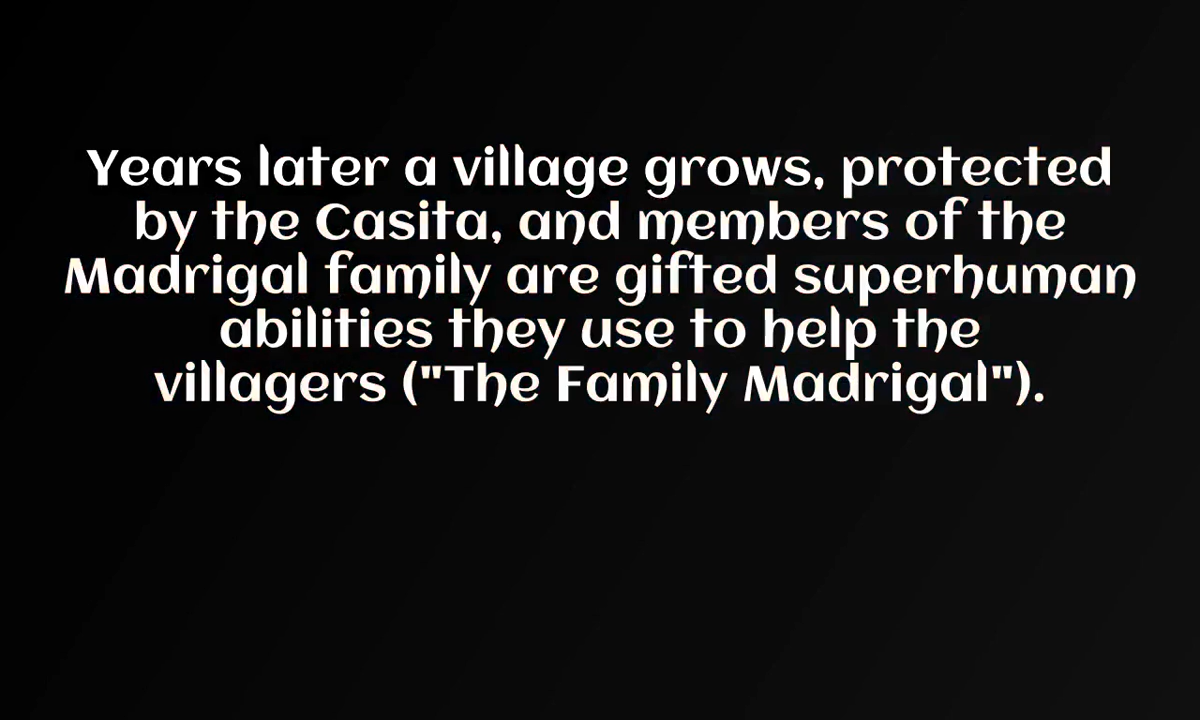 Years later a village grows, protected
by the Casita, and members of the
Madrigal family are gifted superhuman
abilities they use to help the
villagers ("The Family Madrigal").